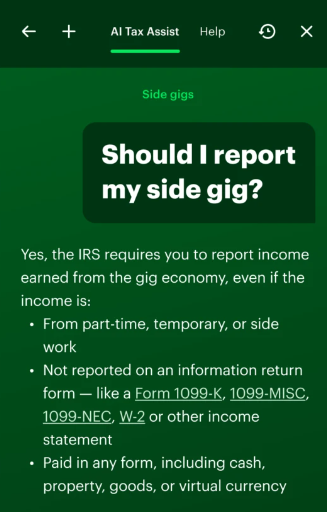 AI Tax Assist Help
Side gigs
Should I report
my side gig?
Yes, the IRS requires you to report income
earned from the gig economy, even if the
income is:
• From part-time, temporary, or side
work
• Not reported on an information return
form — like a Form 1099-K, 1099-MISC,
1099-NEC, W-2 or other income
statement
• Paid in any form, including cash,
property, goods, or virtual currency